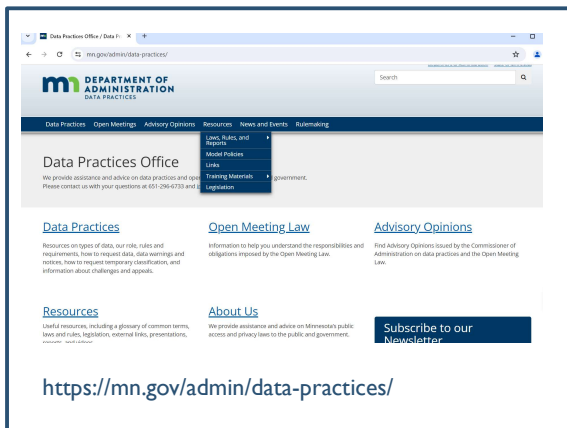 Data Practices Office / Data Pr
mn.gov/admin/data-practices/
DEPARTMENT OF
ADMINISTRATION
DATA PRACTICES
Search
Data Practices Open Meetings Advisory Opinions Resources News and Events Rulemaking
Laws, Rules, and
Reports
Model Policies
Links
Training Materials
Legislation
Data Practices Office
We provide assistance and advice on data practices and ope government.
Please contact us with your questions at 651-296-6733 and
Data Practices
Resources on types of data, our role, rules and
requirements, how to request data, data warnings and
notices, how to request temporary classification, and
information about challenges and appeals.
Open Meeting Law
Information to help you understand the responsibilities and
obligations imposed by the Open Meeting Law.
Advisory Opinions
Find Advisory Opinions issued by the Commissioner of
Administration on data practices and the Open Meeting
Law.
Resources
Useful resources, including a glossary of common terms,
laws and rules, legislation, external links, presentations,
reports, and videos.
About Us
We provide assistance and advice on Minnesota's public
access and privacy laws to the public and government.
Subscribe to our
Newsletter
https://mn.gov/admin/data-practices/